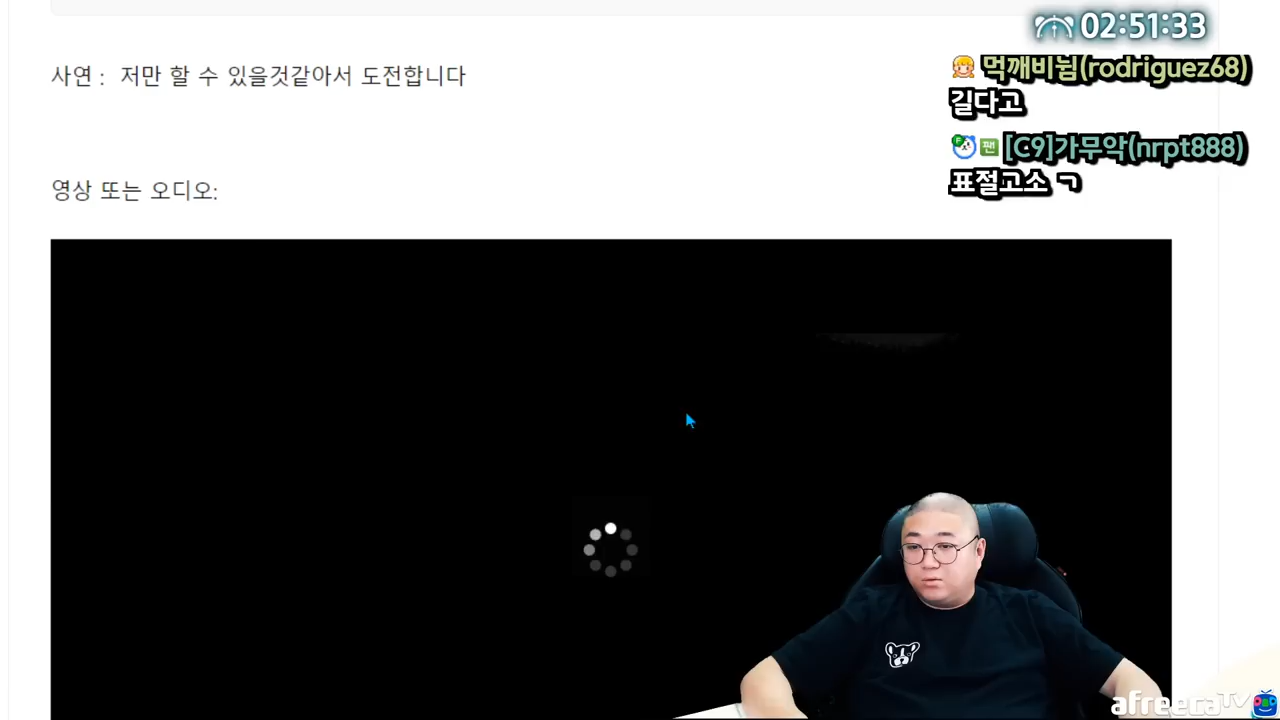 02:51:33
사연 : 저만 할 수 있을것같아서 도전합니다
먹깨비뉨(rodriguez68)
길다고
팬 [C9]가무악(nrpt888)
표절고소 ㄱ
영상 또는 오디오:
afreecaTV